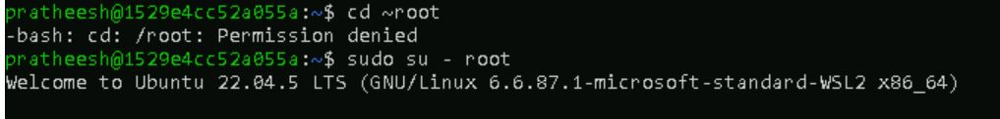 pratheesh@1529e4cc52a055a:~$ cd ~root
-bash: cd: /root: Permission denied
pratheesh@1529e4cc52a055a:~$ sudo su - root
Welcome to Ubuntu 22.04.5 LTS (GNU/Linux 6.6.87.1-microsoft-standard-WSL2 x86_64)